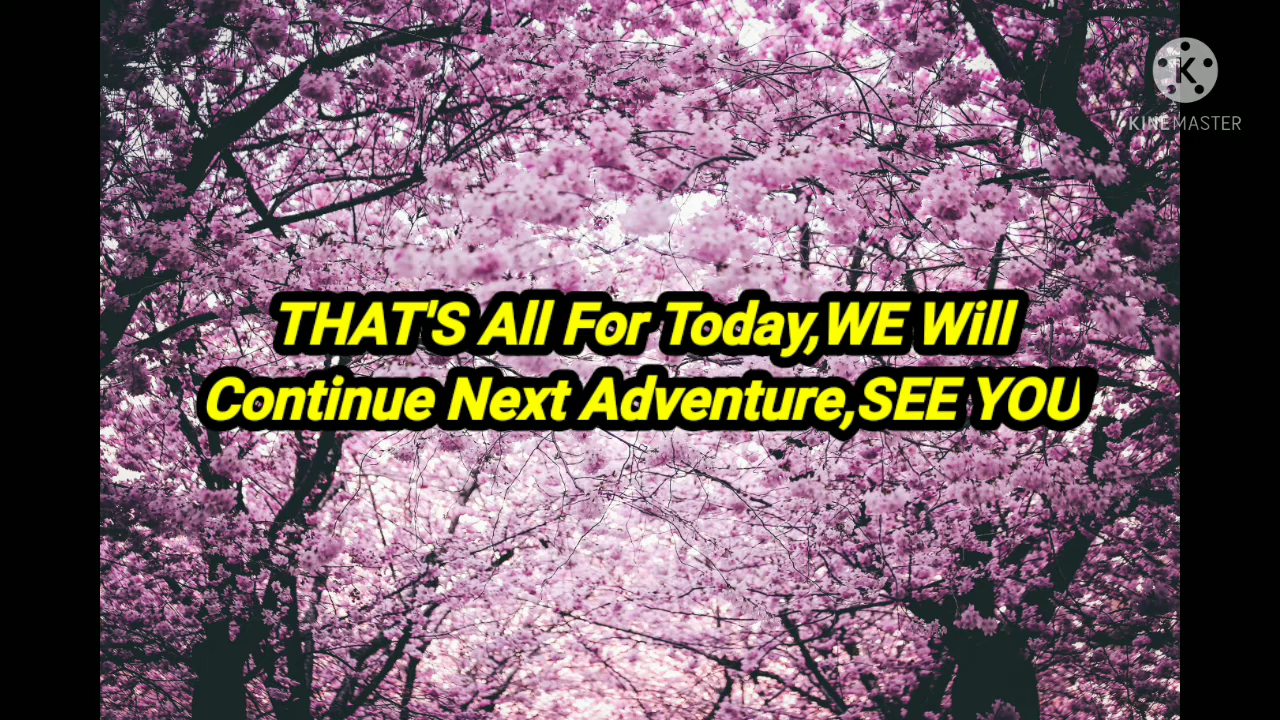 K
KINEMASTER
THAT'S All For Today,WE Will
Continue Next Adventure,SEE YOU